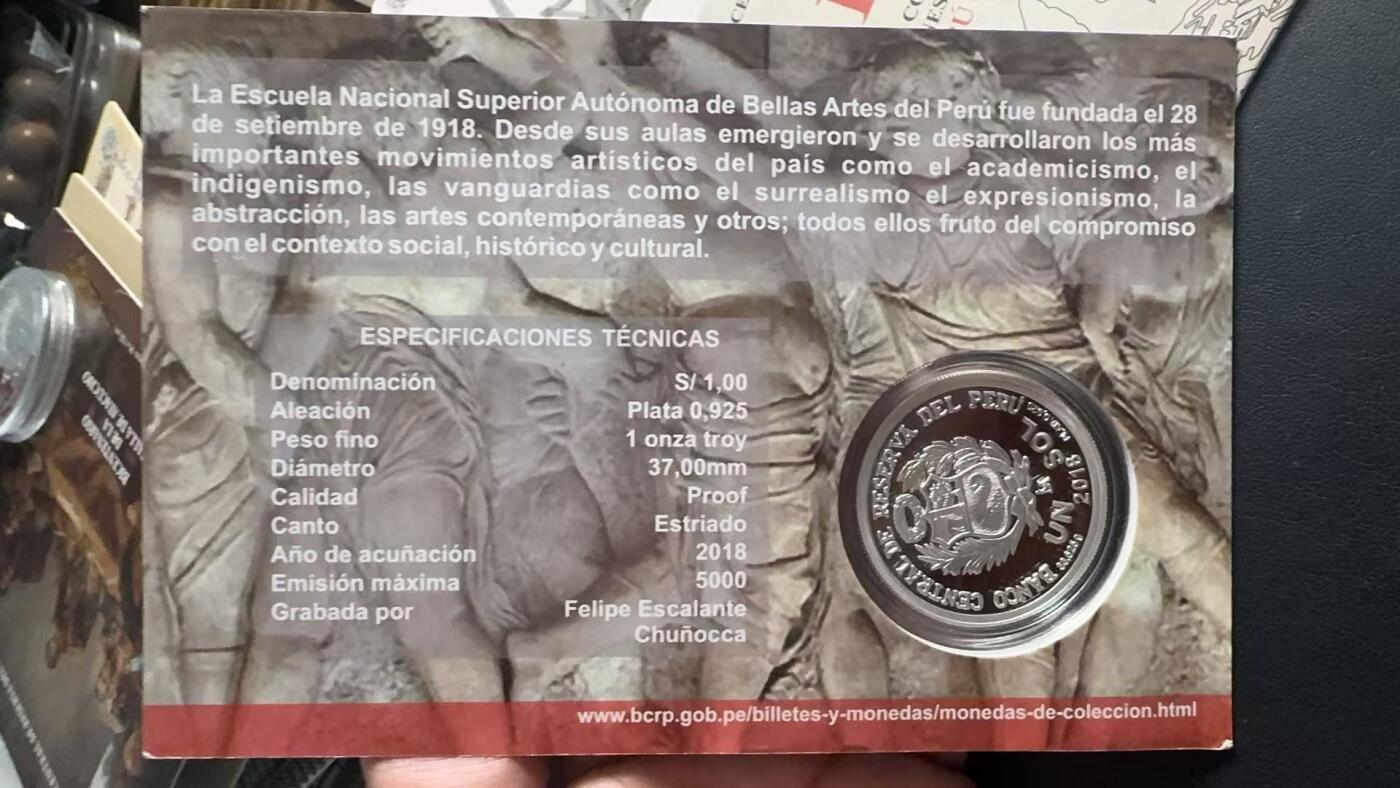 La Escuela Nacional Superior Autónoma de Bellas Artes del Perú fue fundada el 28
de setiembre de 1918. Desde sus aulas emergieron y se desarrollaron los más
importantes movimientos artísticos del país como el academicismo, el
indigenismo, las vanguardias como el surrealismo el expresionismo, la
abstracción, las artes contemporáneas y otros; todos ellos fruto del compromiso
con el contexto social, histórico y cultural.
ESPECIFICACIONES TÉCNICAS
Denominación S/ 1,00
Aleación Plata 0,925
Peso fino 1 onza troy
Diámetro 37,00mm
Calidad Proof
Canto Estriado
Año de acuñación 2018
Emisión máxima 5000
Grabada por Felipe Escalante
Chuñocca
BANCO CENTRAL DE RESERVA DEL PERÚ
UN SOL
2018
www.bcrp.gob.pe/billetes-y-monedas/monedas-de-coleccion.html